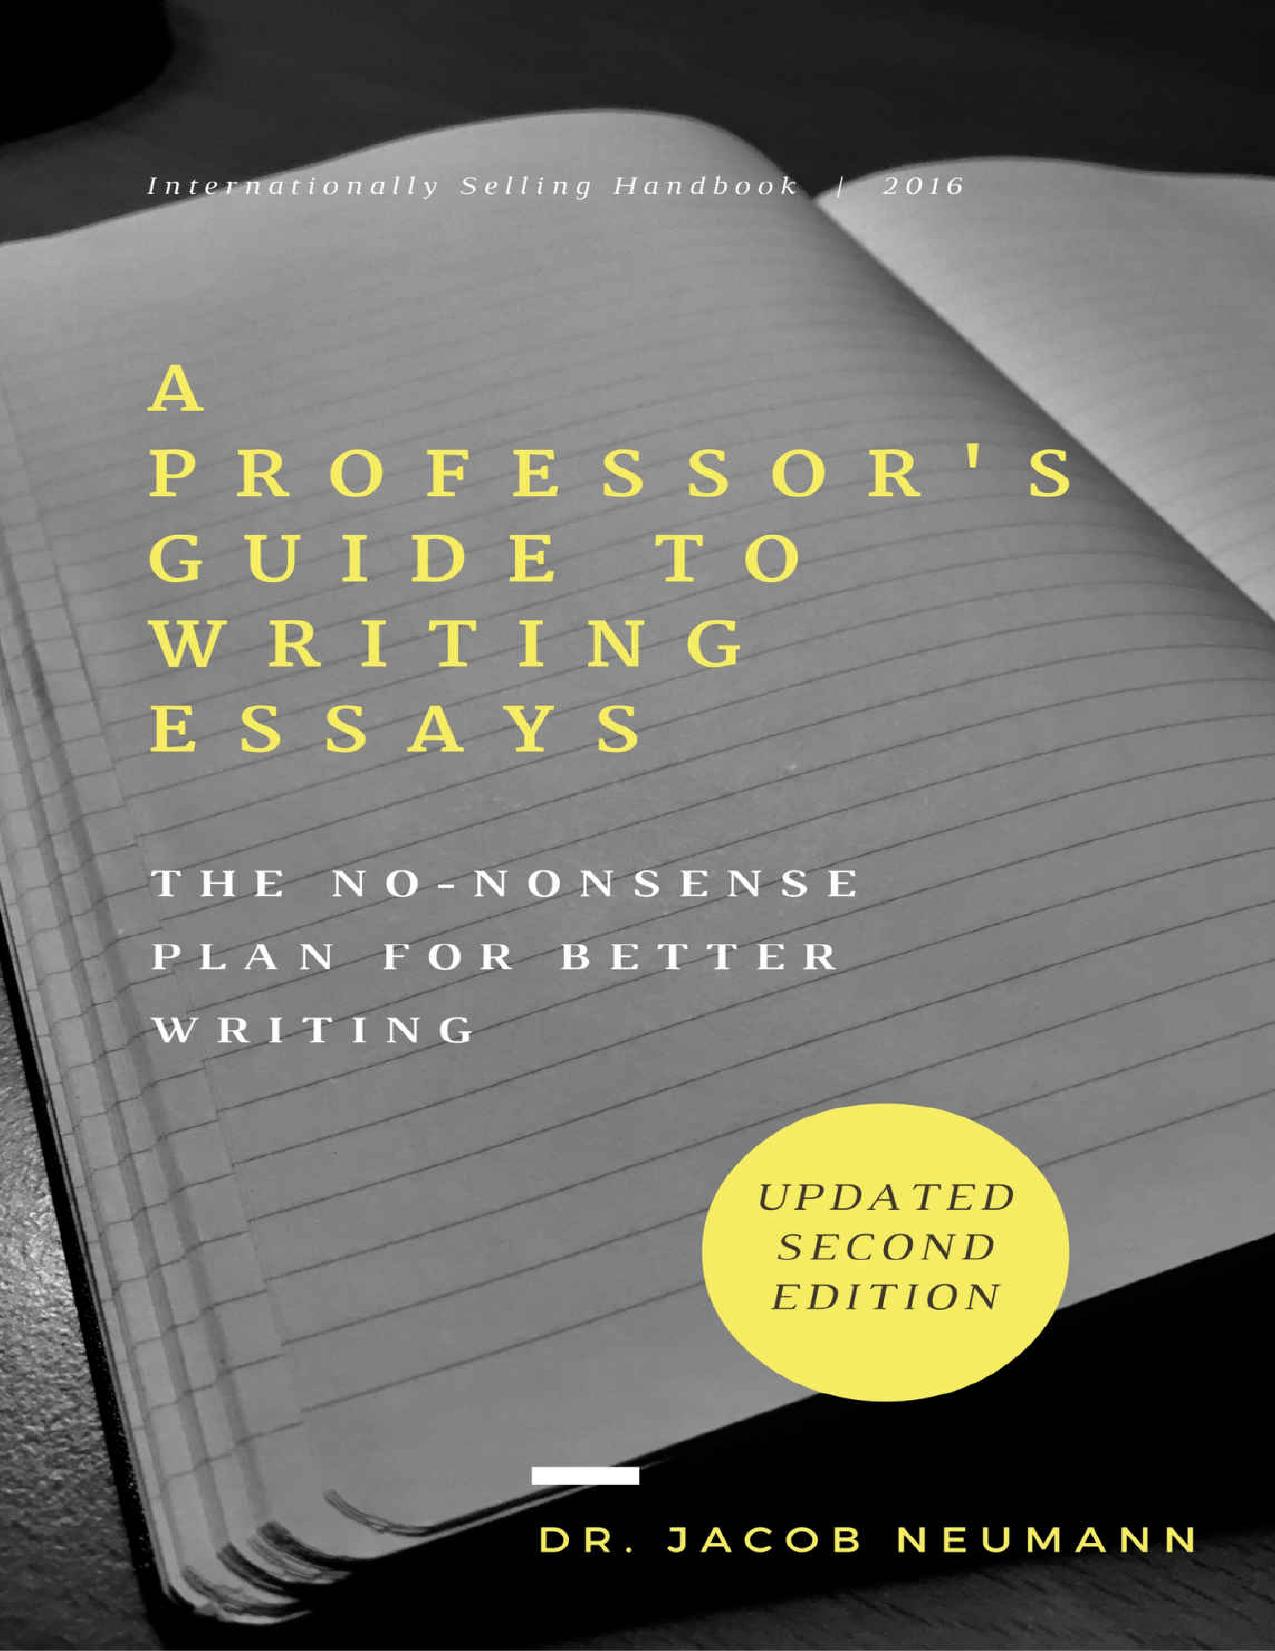 Internationally Selling Handbook | 2016
A
PROFESSOR'S
GUIDE TO
WRITING
ESSAYS
THE NO-NONSENSE
PLAN FOR BETTER
WRITING
UPDATED
SECOND
EDITION
DR. JACOB NEUMANN